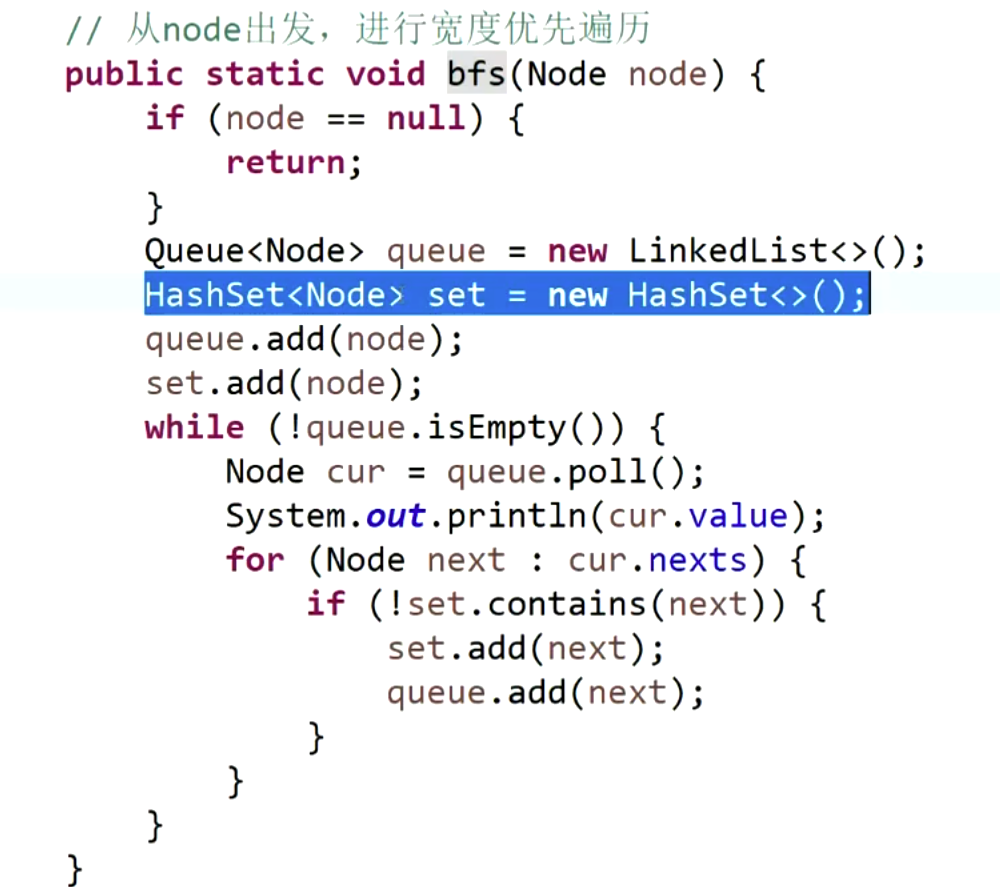 // 从node出发，进行宽度优先遍历
public static void bfs(Node node) {
    if (node == null) {
        return;
    }
    Queue<Node> queue = new LinkedList<>();
    HashSet<Node> set = new HashSet<>();
    queue.add(node);
    set.add(node);
    while (!queue.isEmpty()) {
        Node cur = queue.poll();
        System.out.println(cur.value);
        for (Node next : cur.nexts) {
            if (!set.contains(next)) {
                set.add(next);
                queue.add(next);
            }
        }
    }
}